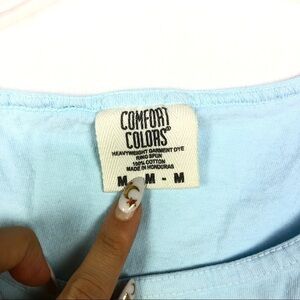 COMFORT
COLORS®
HEAVYWEIGHT GARMENT DYE
RING SPUN
100% COTTON
MADE IN HONDURAS
M - M - M